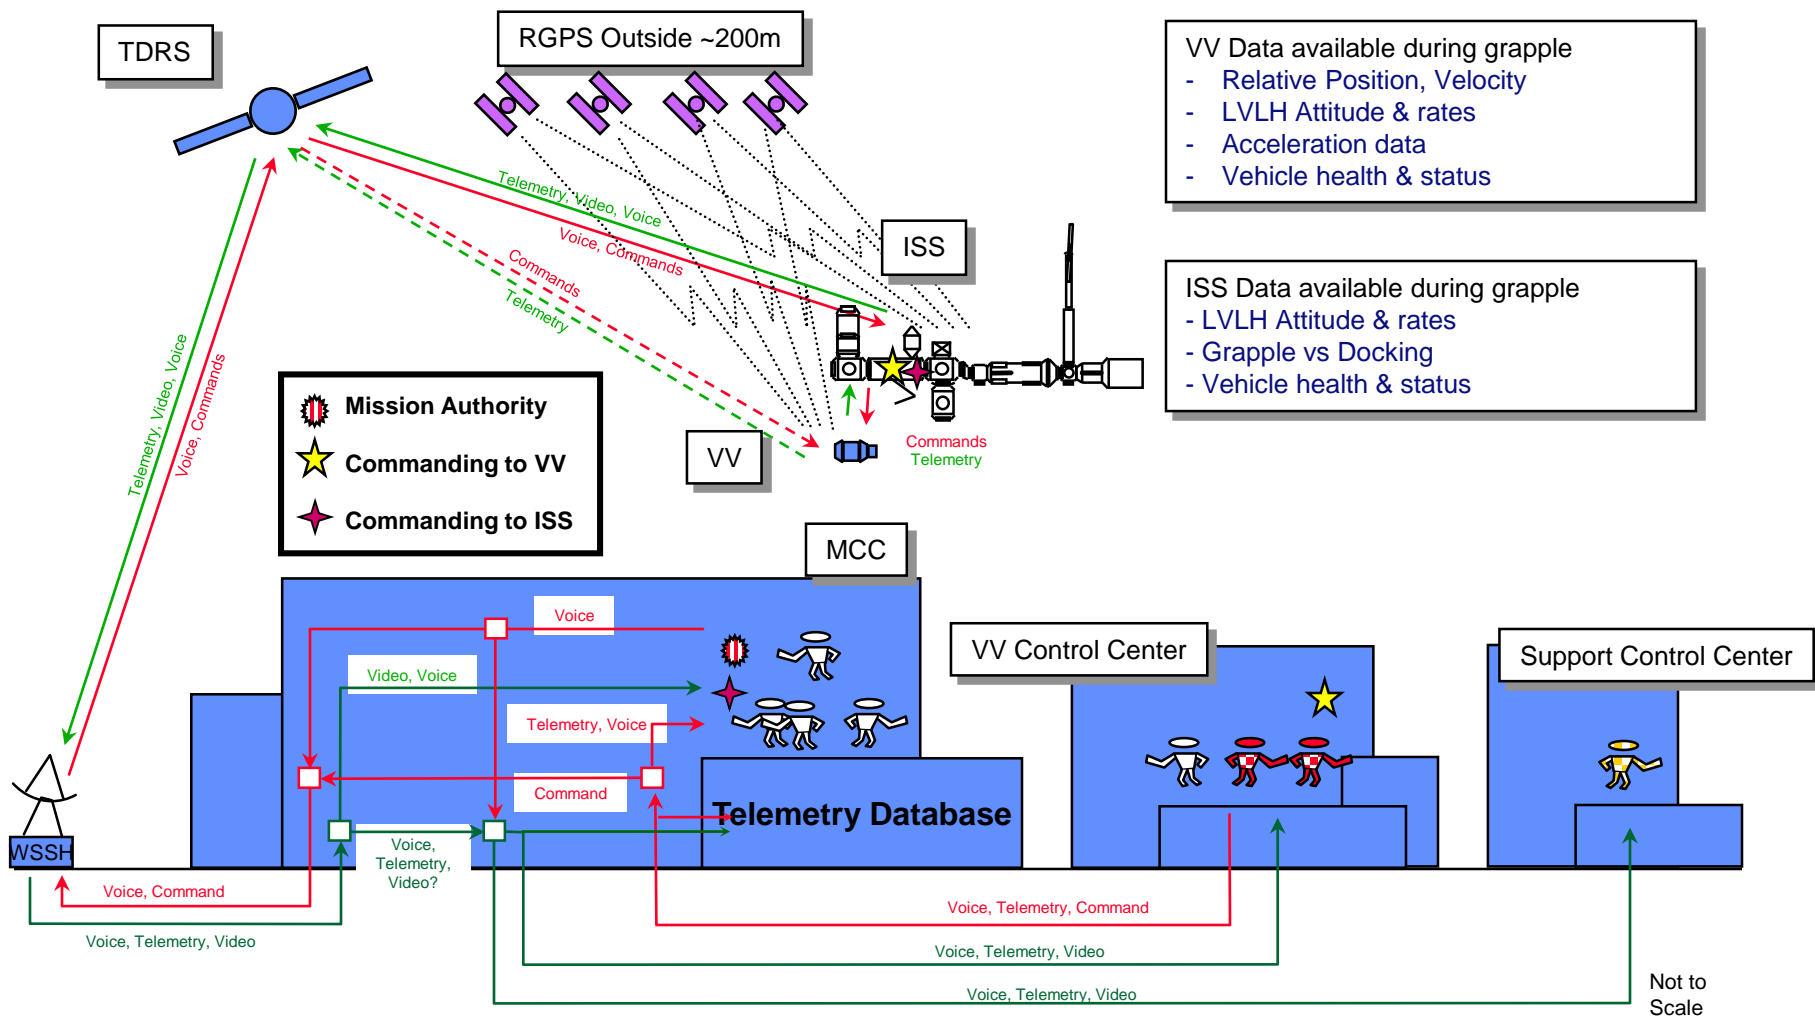 TDRS
RGPS Outside ~200m
VV Data available during grapple
- Relative Position, Velocity
- LVLH Attitude & rates
- Acceleration data
- Vehicle health & status
Telemetry, Video, Voice
Voice, Commands
ISS
Commands
Telemetry
ISS Data available during grapple
- LVLH Attitude & rates
- Grapple vs Docking
- Vehicle health & status
Telemetry, Video, Voice
Voice, Commands
Mission Authority
Commanding to VV
Commanding to ISS
VV
Commands
Telemetry
MCC
Voice
Video, Voice
Telemetry, Voice
Command
Telemetry Database
VV Control Center
Support Control Center
WSSH
Voice,
Telemetry,
Video?
Voice, Command
Voice, Telemetry, Video
Voice, Telemetry, Command
Voice, Telemetry, Video
Voice, Telemetry, Video
Not to
Scale